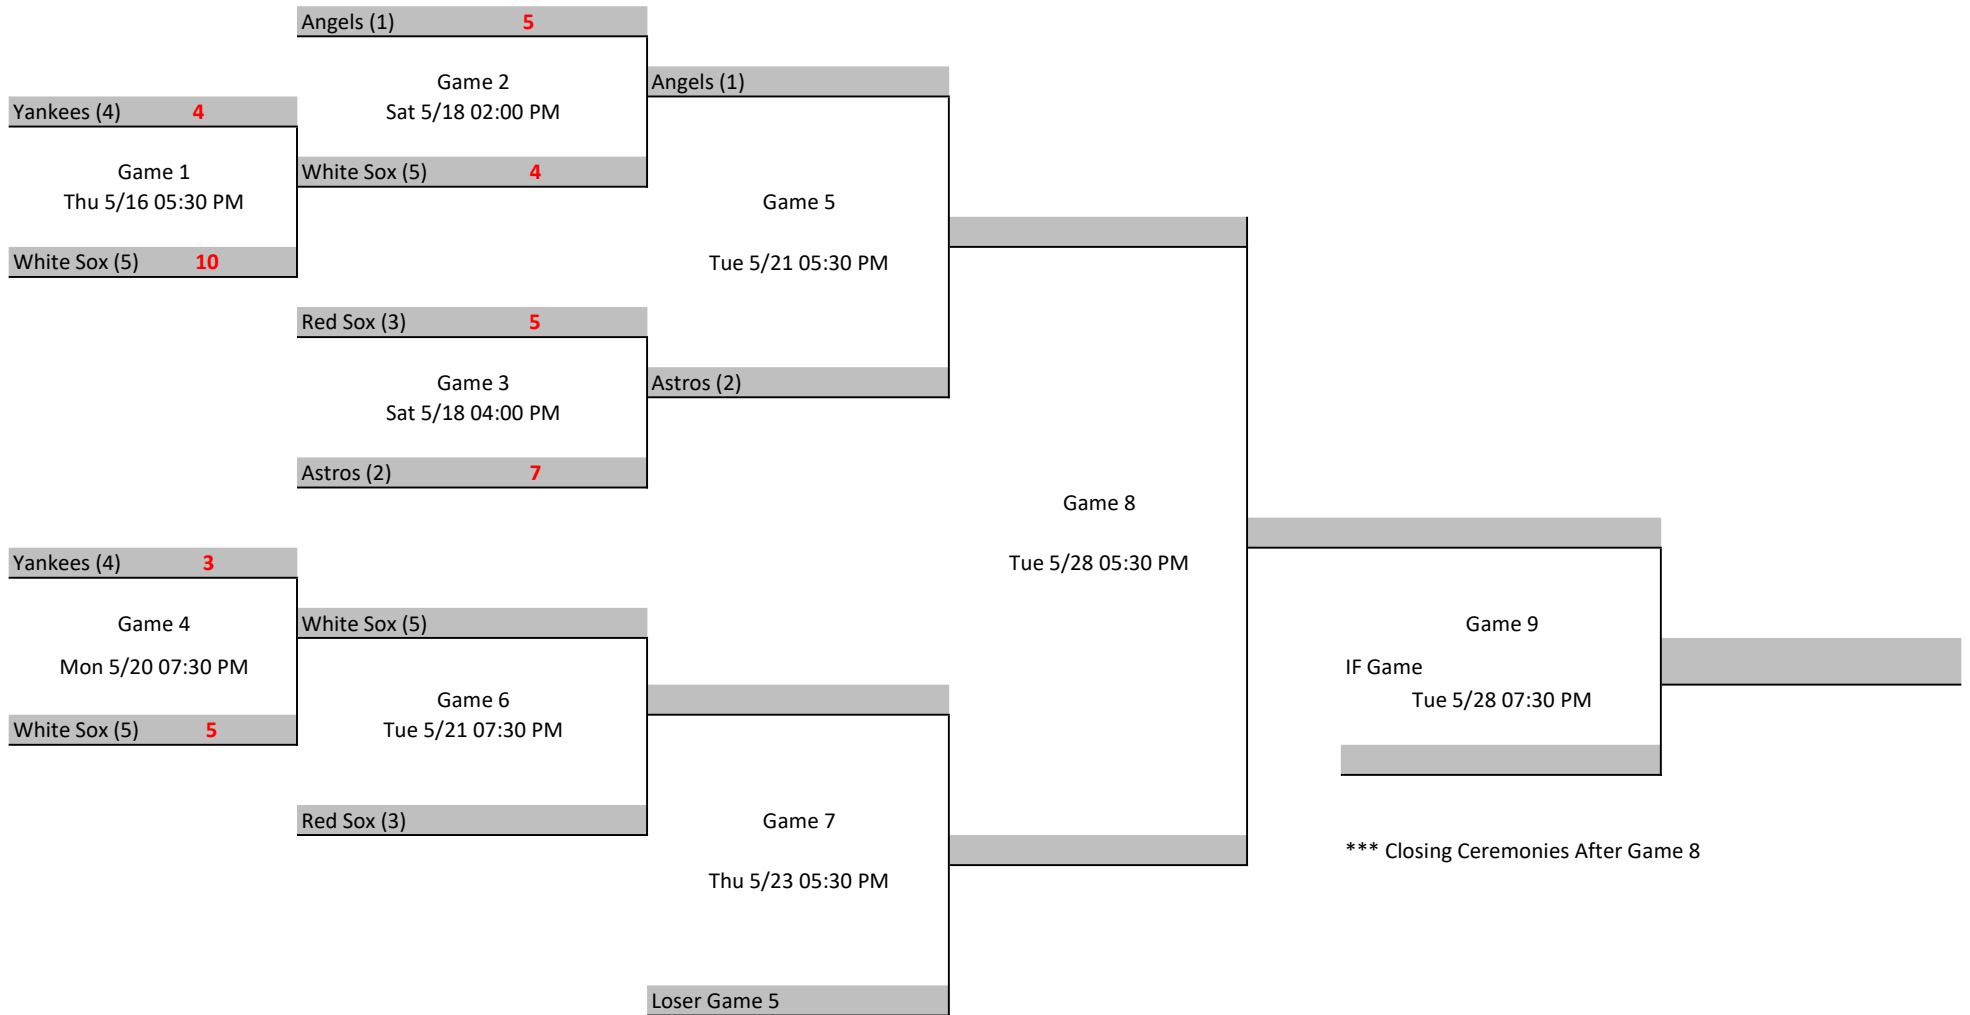 Angels (1) 5
Game 2
Sat 5/18 02:00 PM
Angels (1)
Yankees (4) 4
Game 1
Thu 5/16 05:30 PM
White Sox (5) 4
Game 5
Tue 5/21 05:30 PM
White Sox (5) 10
Red Sox (3) 5
Game 3
Sat 5/18 04:00 PM
Astros (2)
Astros (2) 7
Game 8
Tue 5/28 05:30 PM
Yankees (4) 3
Game 4
Mon 5/20 07:30 PM
White Sox (5)
Game 9
IF Game
Tue 5/28 07:30 PM
Game 6
Tue 5/21 07:30 PM
White Sox (5) 5
Red Sox (3)
Game 7
Thu 5/23 05:30 PM
*** Closing Ceremonies After Game 8
Loser Game 5